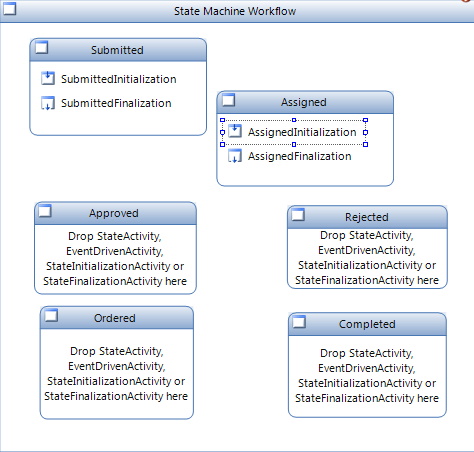 State Machine Workflow
Submitted
SubmittedInitialization
SubmittedFinalization
Assigned
AssignedInitialization
AssignedFinalization
Approved
Drop StateActivity,
EventDrivenActivity,
StateInitializationActivity or
StateFinalizationActivity here
Rejected
Drop StateActivity,
EventDrivenActivity,
StateInitializationActivity or
StateFinalizationActivity here
Ordered
Drop StateActivity,
EventDrivenActivity,
StateInitializationActivity or
StateFinalizationActivity here
Completed
Drop StateActivity,
EventDrivenActivity,
StateInitializationActivity or
StateFinalizationActivity here